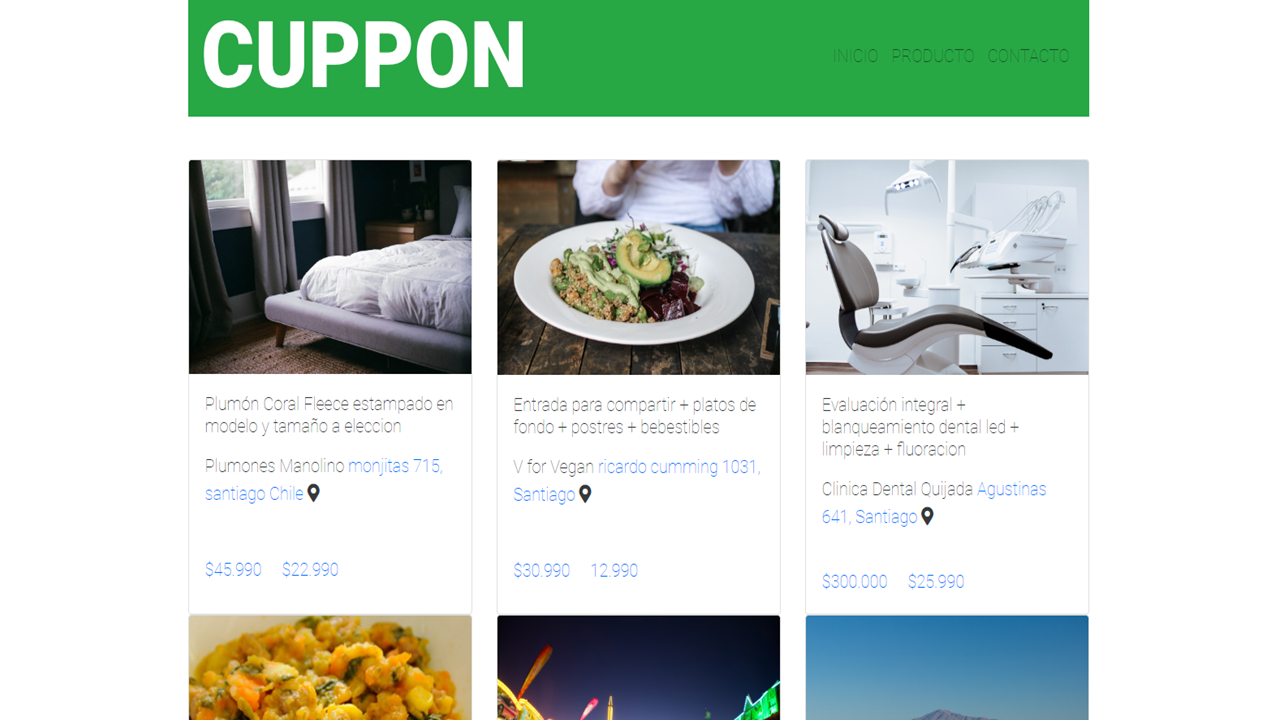 CUPPON
INICIO PRODUCTO CONTACTO
Plumón Coral Fleece estampado en
modelo y tamaño a eleccion
Plumones Manolino monjitas 715,
santiago Chile
$45.990 $22.990
Entrada para compartir + platos de
fondo + postres + bebestibles
V for Vegan ricardo cumming 1031,
Santiago
$30.990 12.990
Evaluación integral +
blanqueamiento dental led +
limpieza + fluoracion
Clinica Dental Quijada Agustinas
641, Santiago
$300.000 $25.990